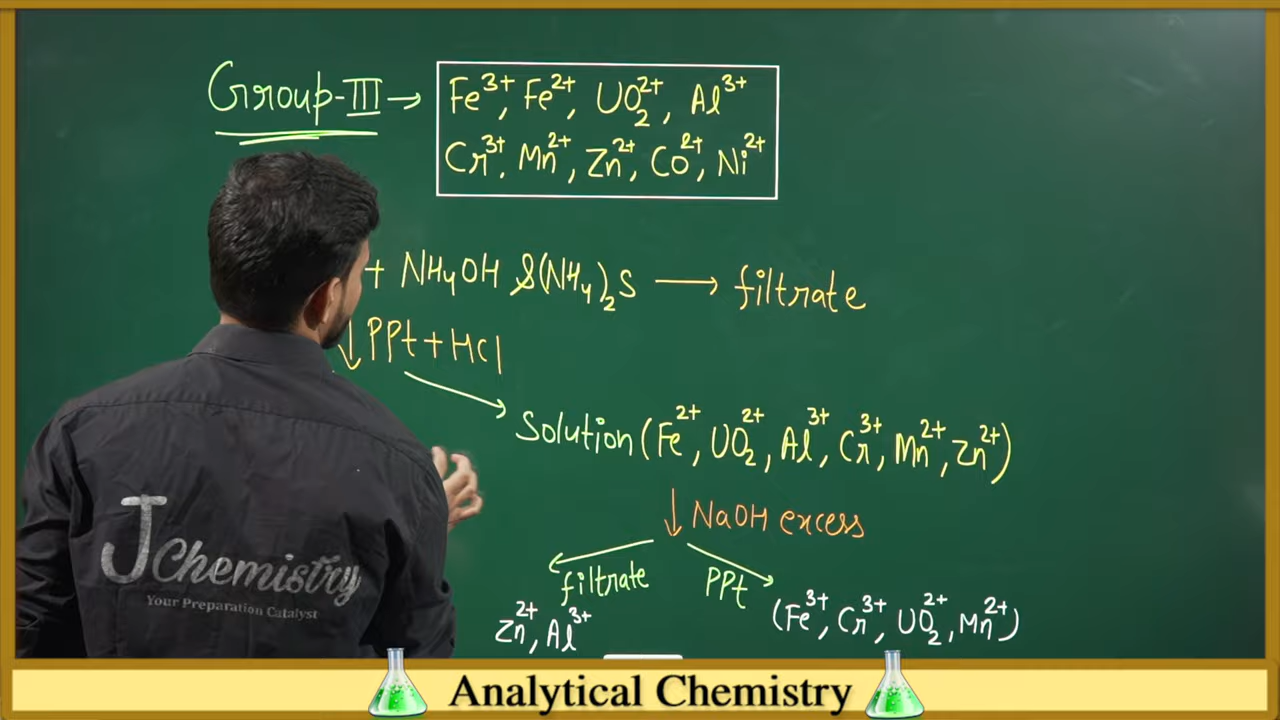 Group-III → Fe³⁺, Fe²⁺, UO₂²⁺, Al³⁺
Cr³⁺, Mn²⁺, Zn²⁺, Co²⁺, Ni²⁺
+ NH₄OH &(NH₄)₂S → filtrate
↓ PPt + HCl
Solution (Fe²⁺, UO₂²⁺, Al³⁺, Cr³⁺, Mn²⁺, Zn²⁺)
↓ NaOH excess
filtrate PPt
Zn²⁺, Al³⁺ (Fe³⁺, Cr³⁺, UO₂²⁺, Mn²⁺)
J Chemistry
Your Preparation Catalyst
Analytical Chemistry